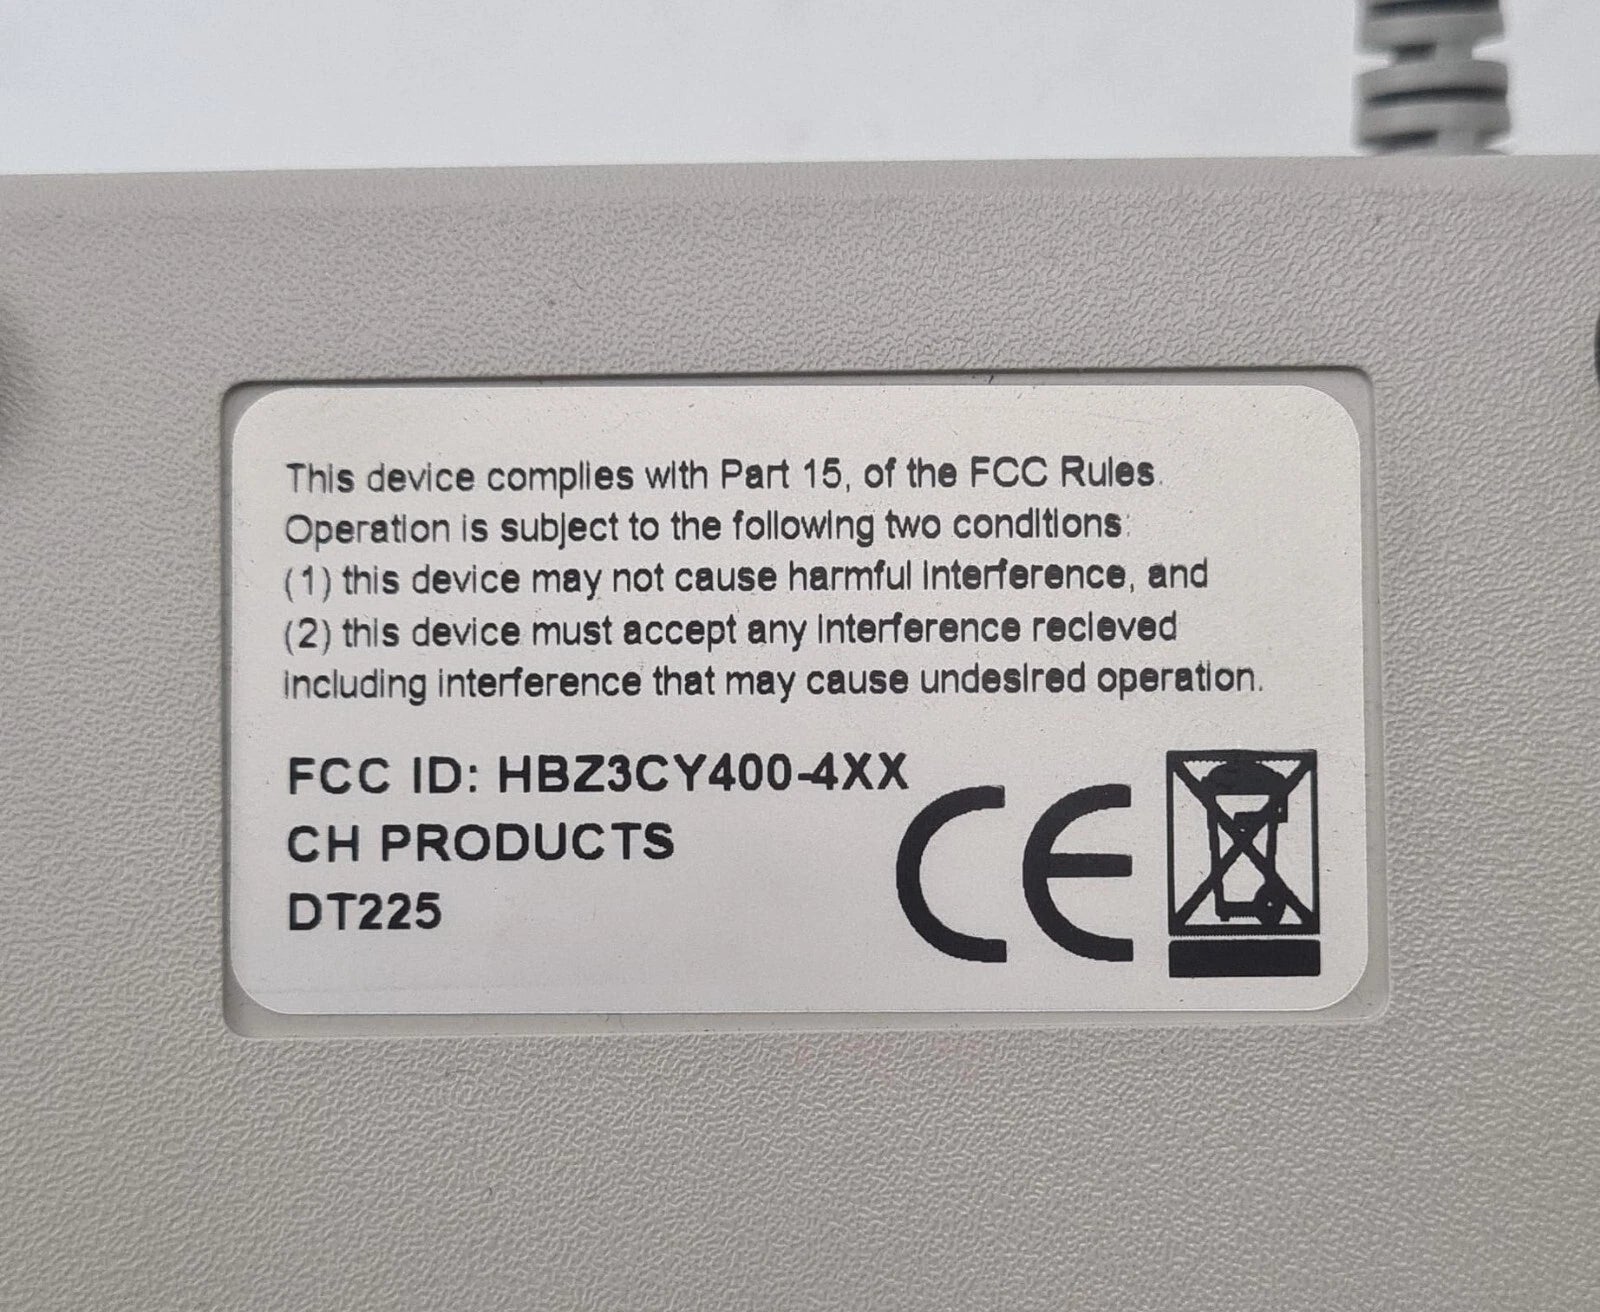 This device complies with Part 15, of the FCC Rules.
Operation is subject to the following two conditions:
(1) this device may not cause harmful interference, and
(2) this device must accept any interference recieved
including interference that may cause undesired operation.
FCC ID: HBZ3CY400-4XX
CH PRODUCTS
DT225
CE